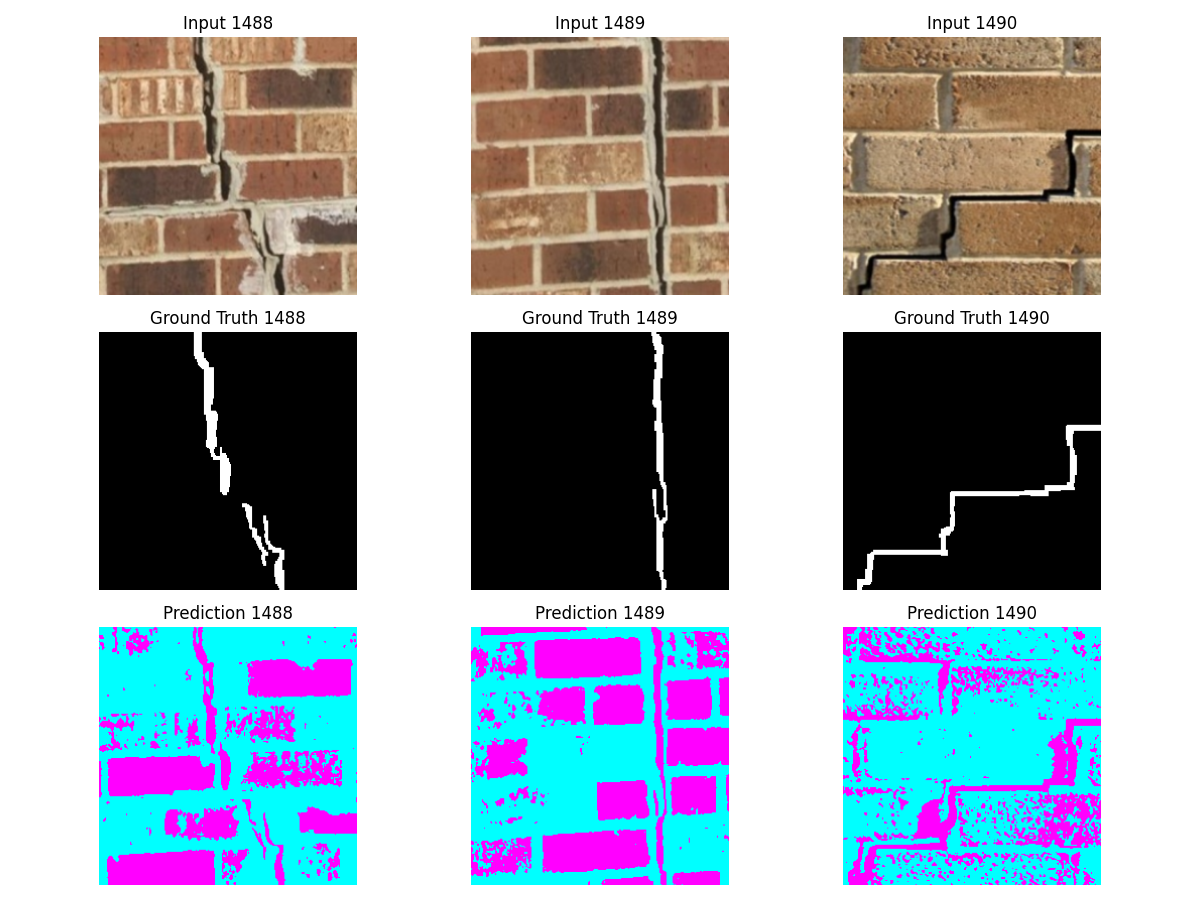 Input 1488
Input 1489
Input 1490
Ground Truth 1488
Ground Truth 1489
Ground Truth 1490
Prediction 1488
Prediction 1489
Prediction 1490